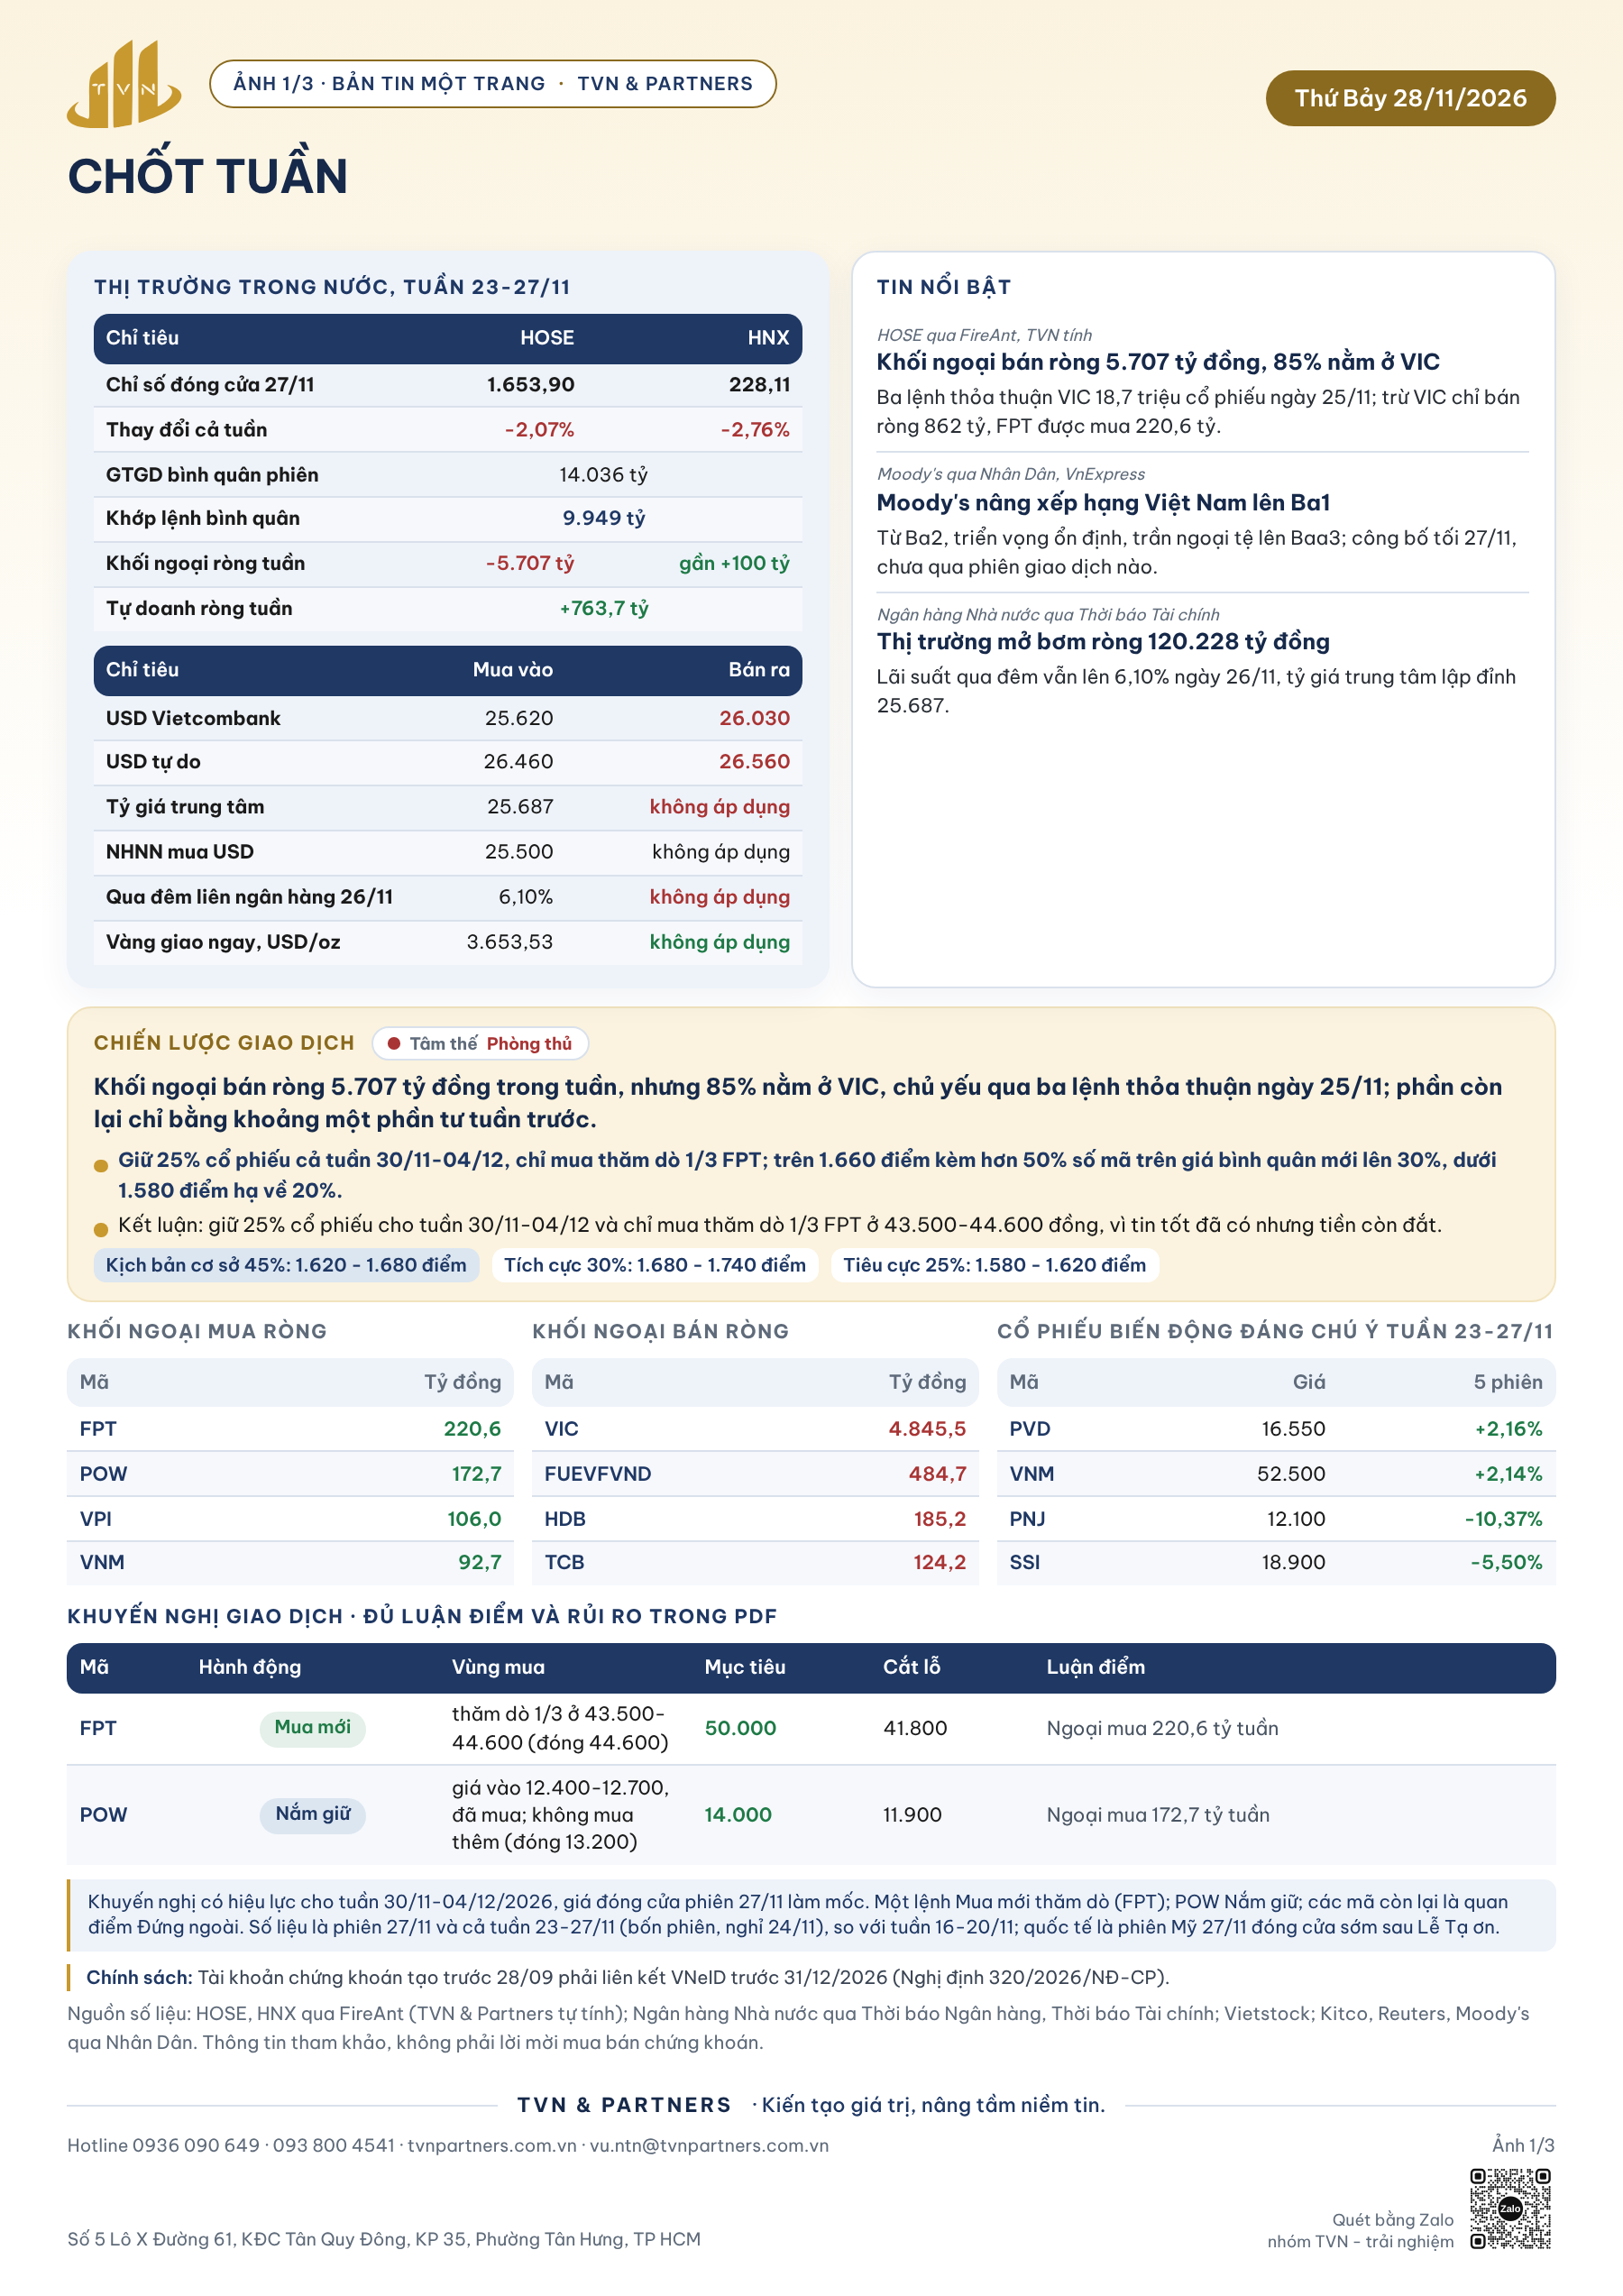 TVN
ẢNH 1/3 · BẢN TIN MỘT TRANG · TVN & PARTNERS
Thứ Bảy 28/11/2026
CHỐT TUẦN
THỊ TRƯỜNG TRONG NƯỚC, TUẦN 23-27/11
Chỉ tiêu HOSE HNX
Chỉ số đóng cửa 27/11 1.653,90 228,11
Thay đổi cả tuần -2,07% -2,76%
GTGD bình quân phiên 14.036 tỷ
Khớp lệnh bình quân 9.949 tỷ
Khối ngoại ròng tuần -5.707 tỷ gần +100 tỷ
Tự doanh ròng tuần +763,7 tỷ
Chỉ tiêu Mua vào Bán ra
USD Vietcombank 25.620 26.030
USD tự do 26.460 26.560
Tỷ giá trung tâm 25.687 không áp dụng
NHNN mua USD 25.500 không áp dụng
Qua đêm liên ngân hàng 26/11 6,10% không áp dụng
Vàng giao ngay, USD/oz 3.653,53 không áp dụng
TIN NỔI BẬT
HOSE qua FireAnt, TVN tính
Khối ngoại bán ròng 5.707 tỷ đồng, 85% nằm ở VIC
Ba lệnh thỏa thuận VIC 18,7 triệu cổ phiếu ngày 25/11; trừ VIC chỉ bán
ròng 862 tỷ, FPT được mua 220,6 tỷ.
Moody's qua Nhân Dân, VnExpress
Moody's nâng xếp hạng Việt Nam lên Ba1
Từ Ba2, triển vọng ổn định, trần ngoại tệ lên Baa3; công bố tối 27/11,
chưa qua phiên giao dịch nào.
Ngân hàng Nhà nước qua Thời báo Tài chính
Thị trường mở bơm ròng 120.228 tỷ đồng
Lãi suất qua đêm vẫn lên 6,10% ngày 26/11, tỷ giá trung tâm lập đỉnh
25.687.
CHIẾN LƯỢC GIAO DỊCH Tâm thế Phòng thủ
Khối ngoại bán ròng 5.707 tỷ đồng trong tuần, nhưng 85% nằm ở VIC, chủ yếu qua ba lệnh thỏa thuận ngày 25/11; phần còn
lại chỉ bằng khoảng một phần tư tuần trước.
Giữ 25% cổ phiếu cả tuần 30/11-04/12, chỉ mua thăm dò 1/3 FPT; trên 1.660 điểm kèm hơn 50% số mã trên giá bình quân mới lên 30%, dưới
1.580 điểm hạ về 20%.
Kết luận: giữ 25% cổ phiếu cho tuần 30/11-04/12 và chỉ mua thăm dò 1/3 FPT ở 43.500-44.600 đồng, vì tin tốt đã có nhưng tiền còn đắt.
Kịch bản cơ sở 45%: 1.620 - 1.680 điểm Tích cực 30%: 1.680 - 1.740 điểm Tiêu cực 25%: 1.580 - 1.620 điểm
KHỐI NGOẠI MUA RÒNG
Mã Tỷ đồng
FPT 220,6
POW 172,7
VPI 106,0
VNM 92,7
KHỐI NGOẠI BÁN RÒNG
Mã Tỷ đồng
VIC 4.845,5
FUEVFVND 484,7
HDB 185,2
TCB 124,2
CỔ PHIẾU BIẾN ĐỘNG ĐÁNG CHÚ Ý TUẦN 23-27/11
Mã Giá 5 phiên
PVD 16.550 +2,16%
VNM 52.500 +2,14%
PNJ 12.100 -10,37%
SSI 18.900 -5,50%
KHUYẾN NGHỊ GIAO DỊCH · ĐỦ LUẬN ĐIỂM VÀ RỦI RO TRONG PDF
Mã Hành động Vùng mua Mục tiêu Cắt lỗ Luận điểm
FPT Mua mới thăm dò 1/3 ở 43.500- 50.000 41.800 Ngoại mua 220,6 tỷ tuần
44.600 (đóng 44.600)
giá vào 12.400-12.700,
POW Nắm giữ đã mua; không mua 14.000 11.900 Ngoại mua 172,7 tỷ tuần
thêm (đóng 13.200)
Khuyến nghị có hiệu lực cho tuần 30/11-04/12/2026, giá đóng cửa phiên 27/11 làm mốc. Một lệnh Mua mới thăm dò (FPT); POW Nắm giữ; các mã còn lại là quan
điểm Đứng ngoài. Số liệu là phiên 27/11 và cả tuần 23-27/11 (bốn phiên, nghỉ 24/11), so với tuần 16-20/11; quốc tế là phiên Mỹ 27/11 đóng cửa sớm sau Lễ Tạ ơn.
Chính sách: Tài khoản chứng khoán tạo trước 28/09 phải liên kết VNeID trước 31/12/2026 (Nghị định 320/2026/NĐ-CP).
Nguồn số liệu: HOSE, HNX qua FireAnt (TVN & Partners tự tính); Ngân hàng Nhà nước qua Thời báo Ngân hàng, Thời báo Tài chính; Vietstock; Kitco, Reuters, Moody's
qua Nhân Dân. Thông tin tham khảo, không phải lời mời mua bán chứng khoán.
TVN & PARTNERS · Kiến tạo giá trị, nâng tầm niềm tin.
Hotline 0936 090 649 · 093 800 4541 · tvnpartners.com.vn · vu.ntn@tvnpartners.com.vn
Ảnh 1/3
Zalo
Quét bằng Zalo
nhóm TVN - trải nghiệm
Số 5 Lô X Đường 61, KĐC Tân Quy Đông, KP 35, Phường Tân Hưng, TP HCM